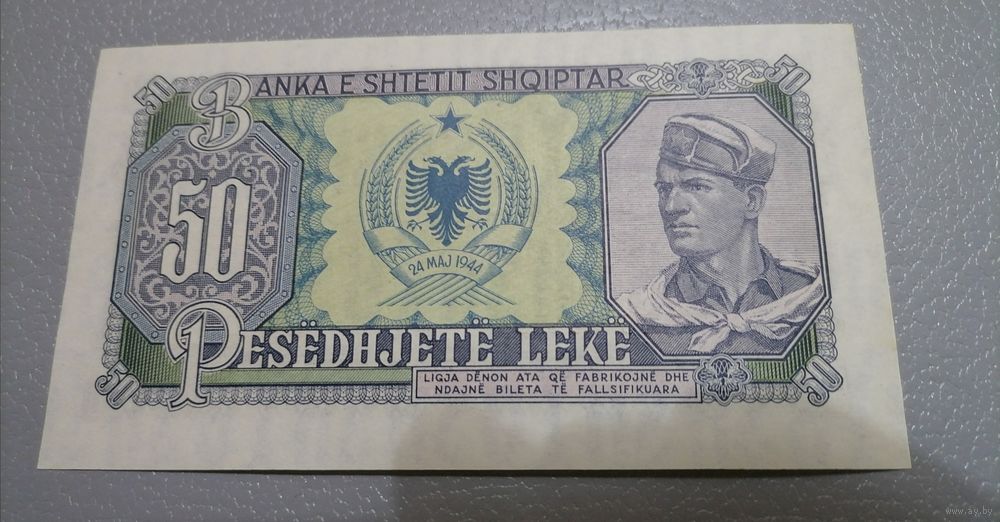 50
50
BANKA E SHTETIT SHQIPTAR
50
24 MAJ 1944
PESËDHJETË LEKË
LIGJA DËNON ATA QË FABRIKOJNË DHE
NDAJNË BILETA TË FALLSIFIKUARA
50
50
www.ay.by